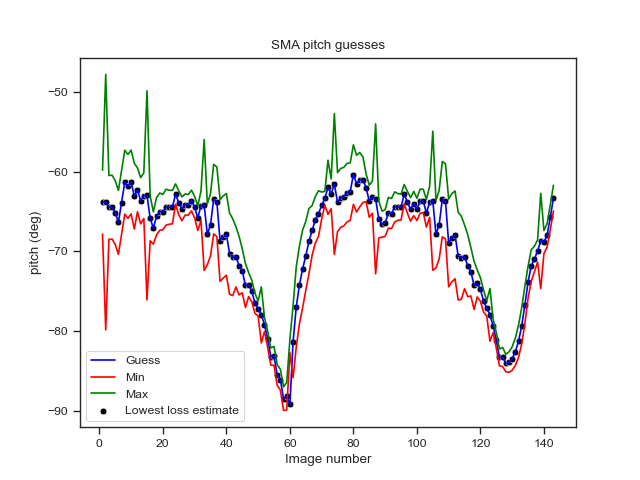 SMA pitch guesses
pitch (deg)
−50
−60
−70
−80
−90
0 20 40 60 80 100 120 140
Image number
Guess
Min
Max
Lowest loss estimate